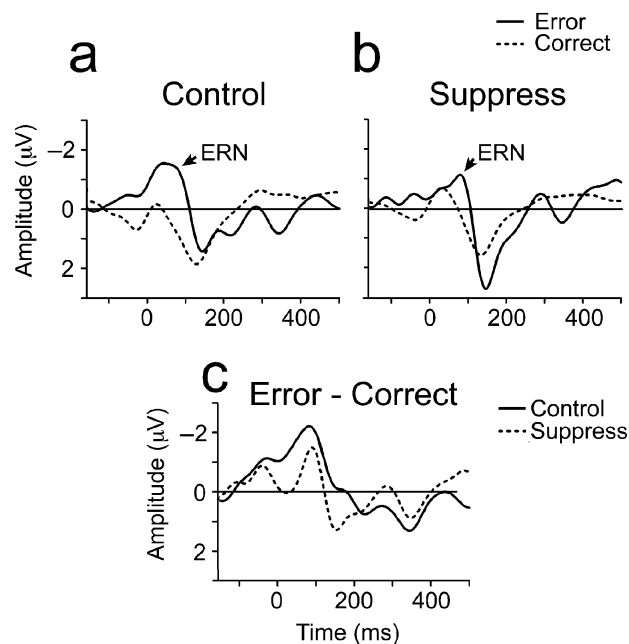 Error
Correct
a
Control
b
Suppress
Amplitude (μV)
−2
0
2
ERN
0
200
400
ERN
0
200
400
c
Error - Correct
Control
Suppress
Amplitude (μV)
−2
0
2
0
200
400
Time (ms)